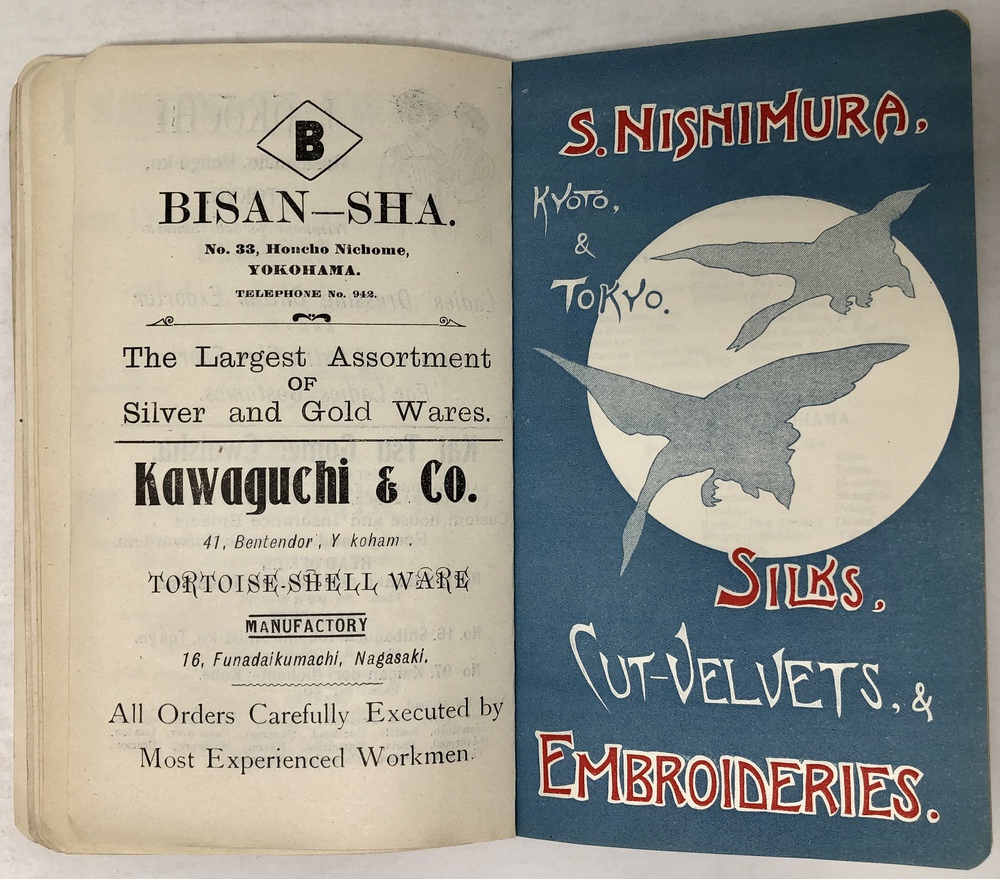 B
BISAN—SHA.
No. 33, Honcho Nichome,
YOKOHAMA.
TELEPHONE No. 942.
The Largest Assortment
OF
Silver and Gold Wares.
Kawaguchi & Co.
41, Bentendor , Y koham .
TORTOISE-SHELL WARE
MANUFACTORY
16, Funadaikumachi, Nagasaki.
All Orders Carefully Executed by
Most Experienced Workmen.
S. NISHIMURA,
KYOTO,
&
TOKYO.
SILKS,
CUT-VELVETS, &
EMBROIDERIES.